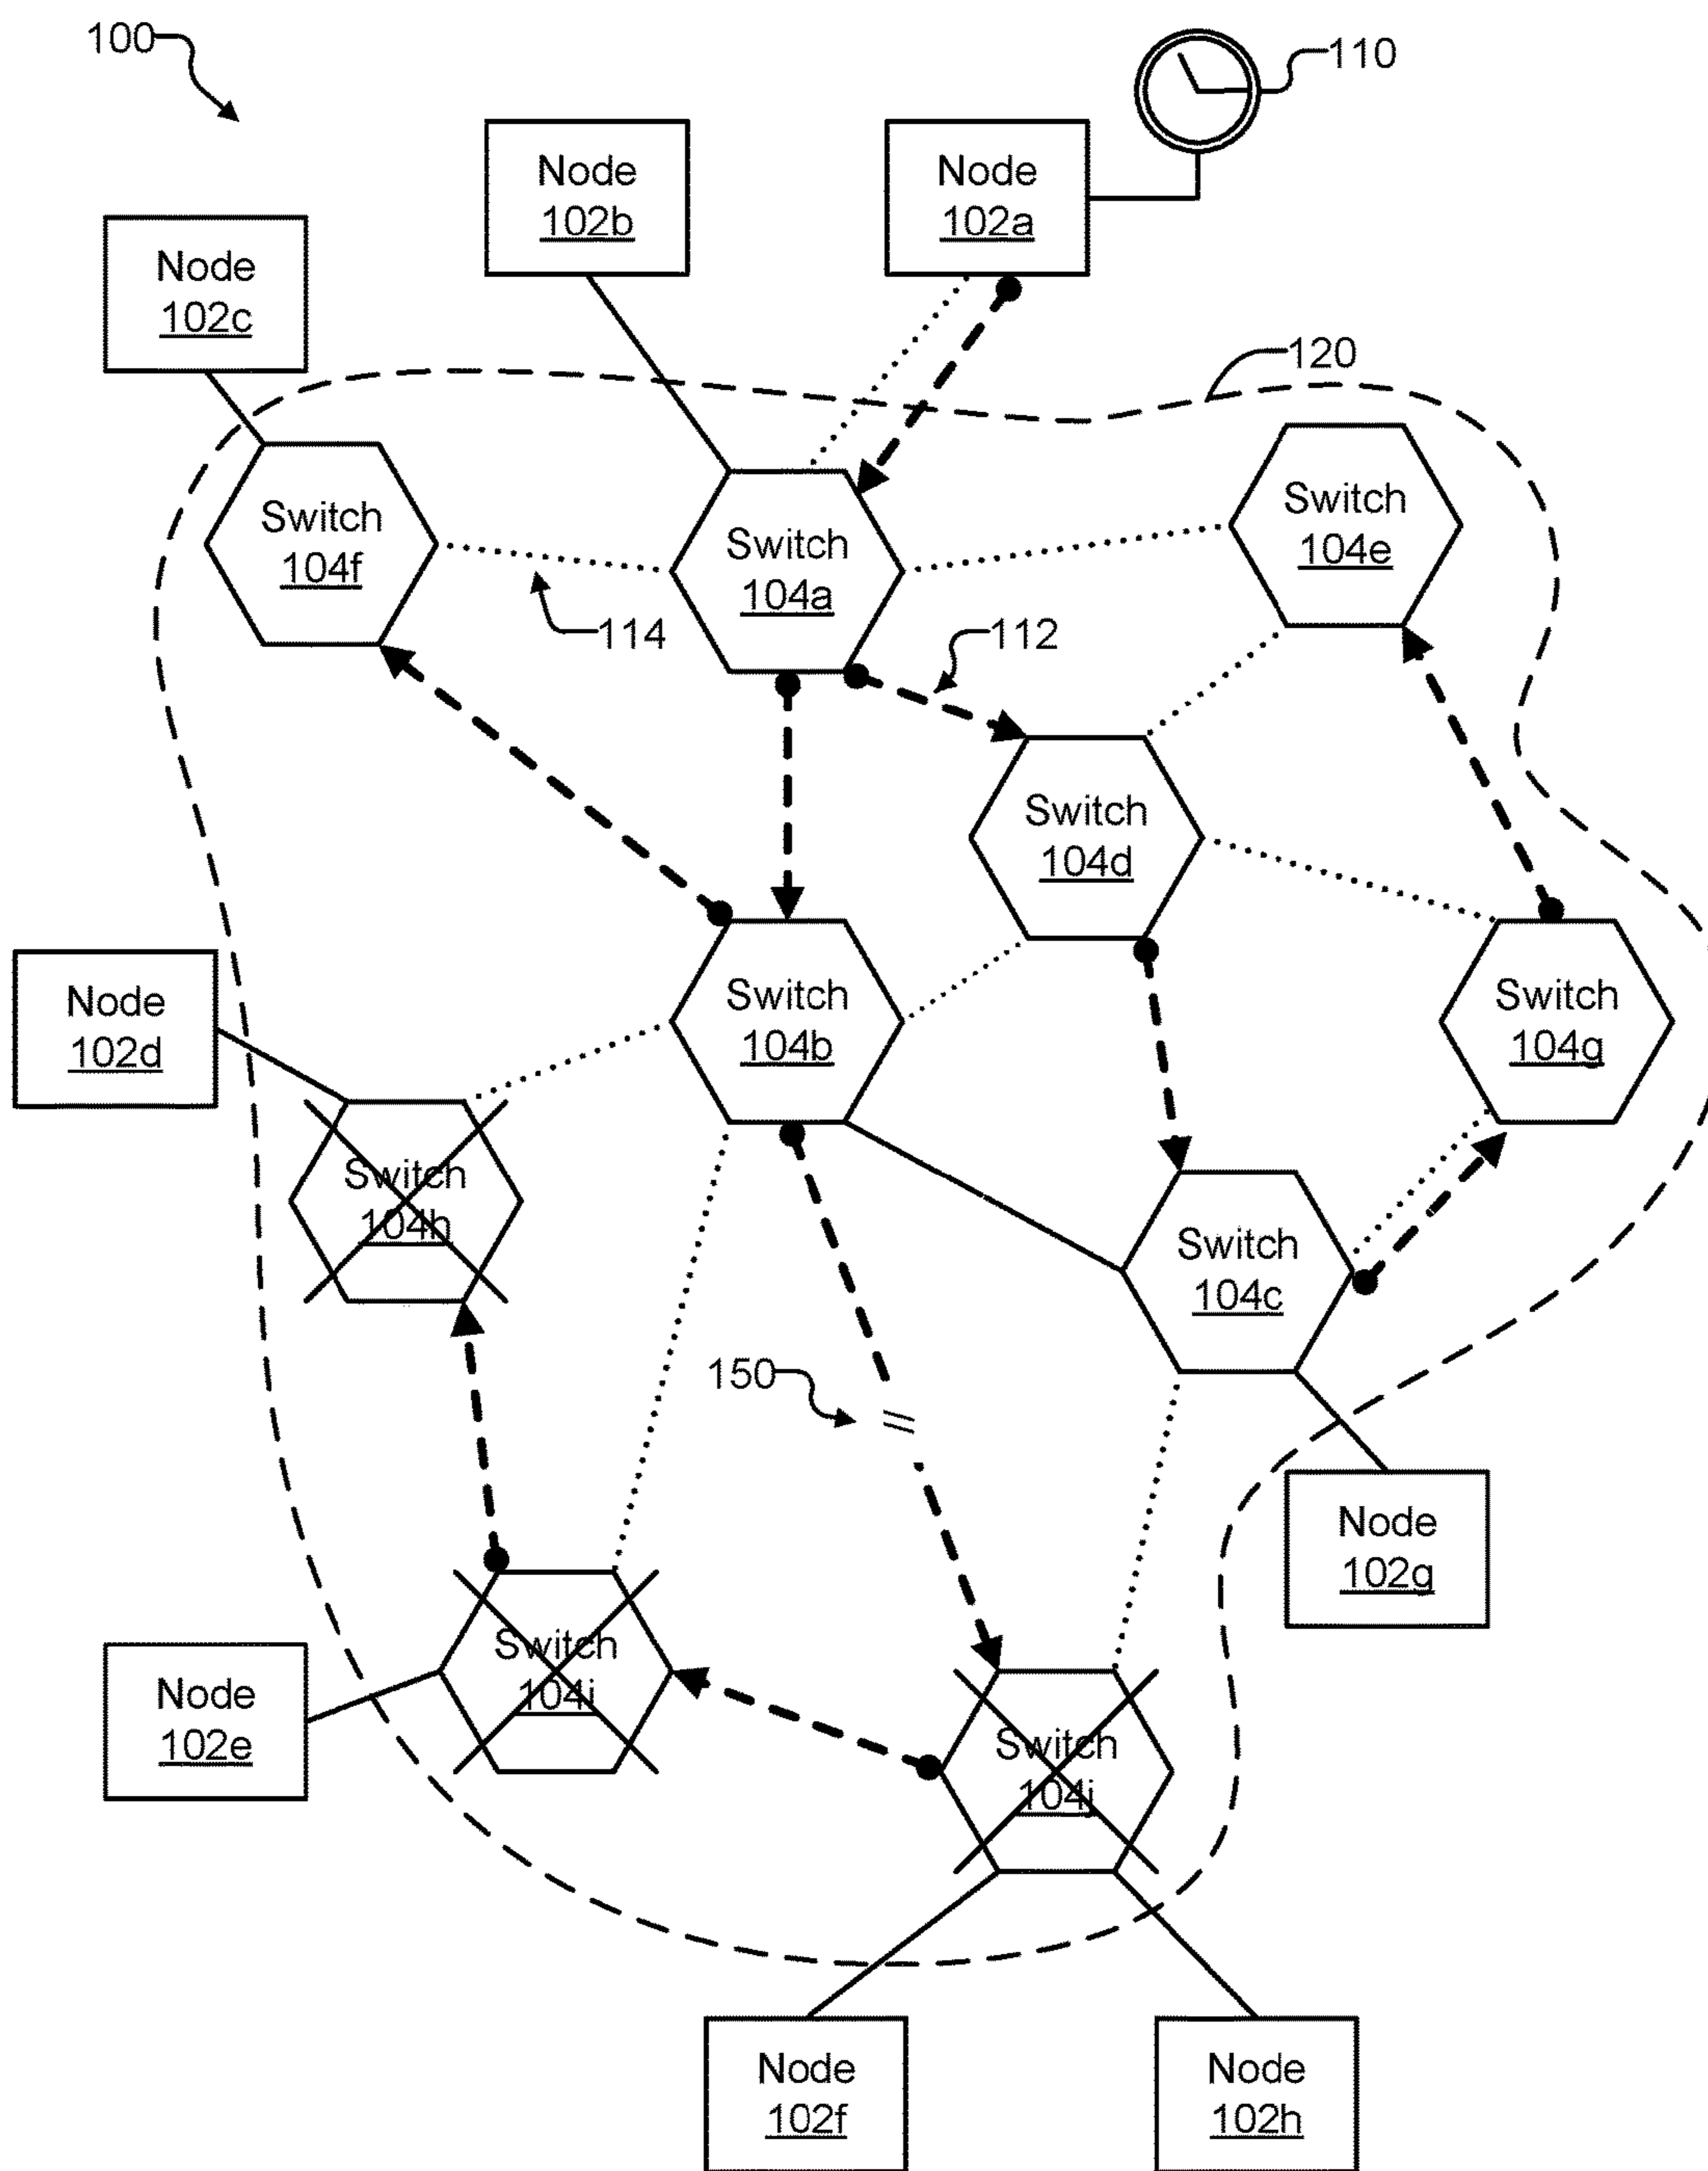 100
110
Node
102b
Node
102a
Node
102c
120
Switch
104f
Switch
104a
Switch
104e
114
112
Switch
104d
Node
102d
Switch
104b
Switch
104g
Switch
104h
Switch
104c
150
Node
102g
Switch
104i
Node
102e
Switch
104j
Node
102f
Node
102h